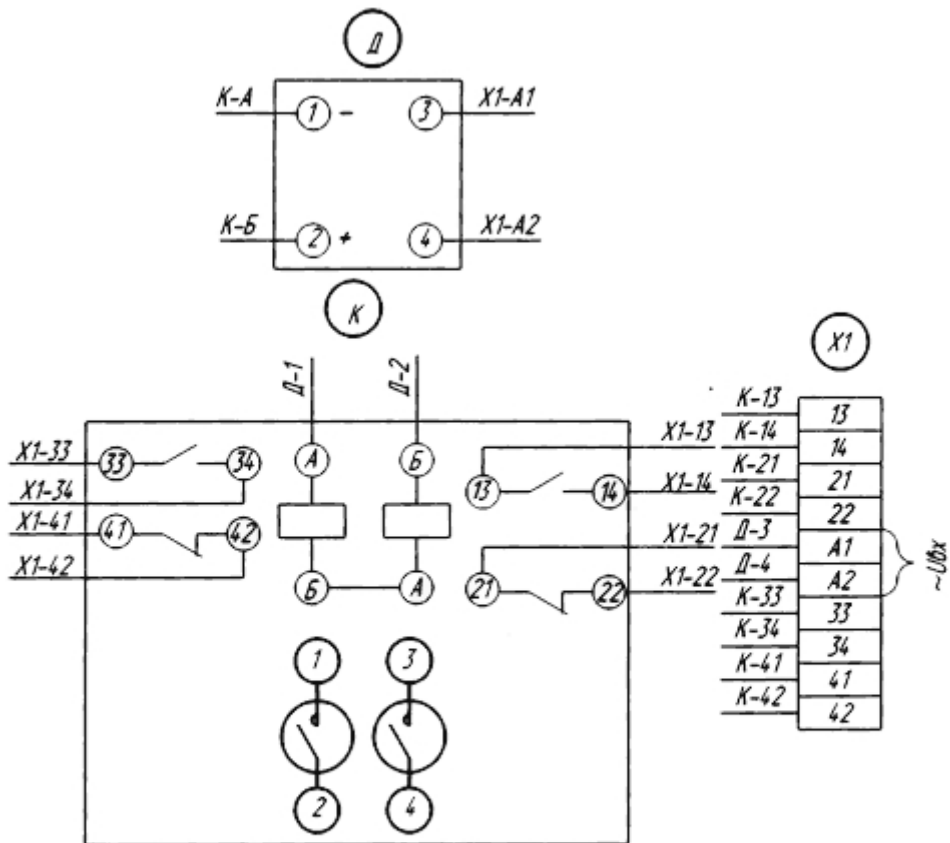 Д
К-А 1 - 3 Х1-А1
К-Б 2 + 4 Х1-А2
К
Х1
Д-1 Д-2
К-13 13
Х1-13 К-14 14
К-21 21
Х1-14 К-22 22
Х1-21 Д-3 А1
Х1-22 Д-4 А2
К-33 33
К-34 34
К-41 41
К-42 42
~Uвх
Х1-33 33 34 А Б
Х1-34 13 14
Х1-41 41 42
Х1-42
Б А 21 22
1 3
2 4